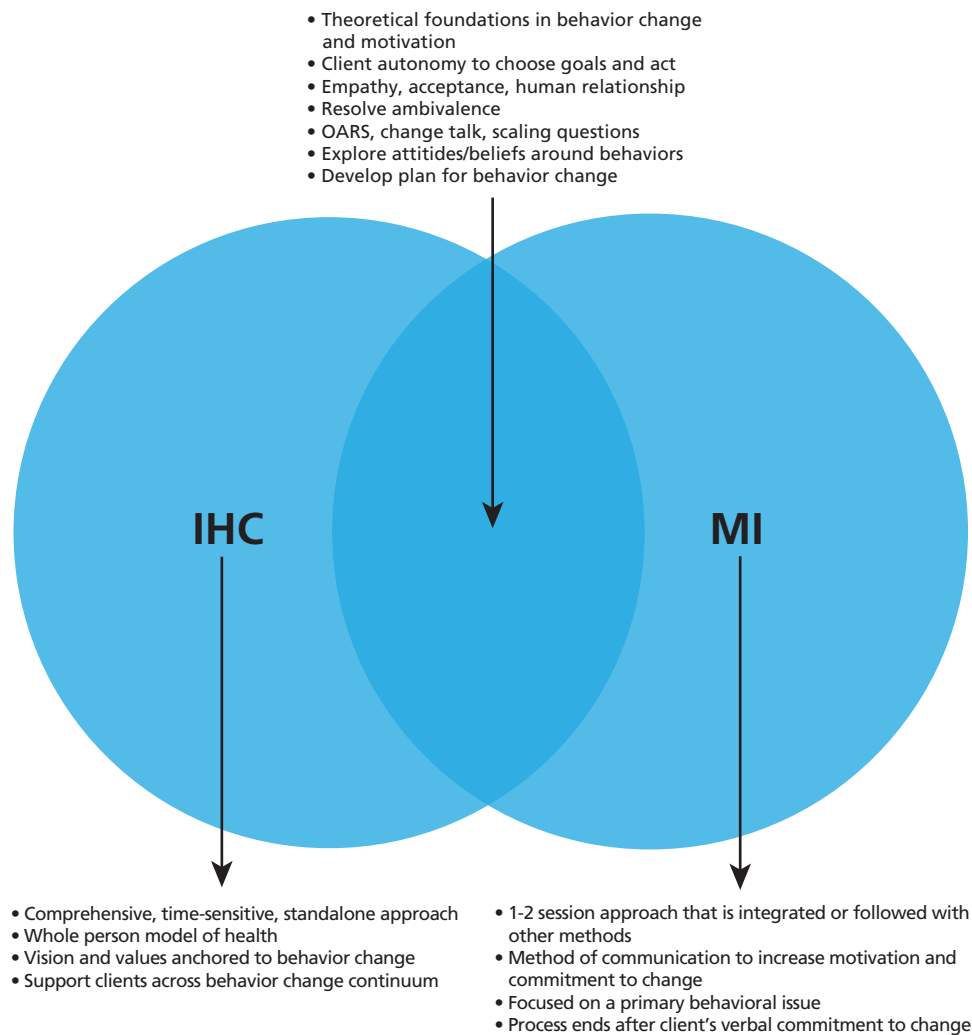 • Theoretical foundations in behavior change
and motivation
• Client autonomy to choose goals and act
• Empathy, acceptance, human relationship
• Resolve ambivalence
• OARS, change talk, scaling questions
• Explore attitides/beliefs around behaviors
• Develop plan for behavior change
IHC
MI
• Comprehensive, time-sensitive, standalone approach
• Whole person model of health
• Vision and values anchored to behavior change
• Support clients across behavior change continuum
• 1-2 session approach that is integrated or followed with
other methods
• Method of communication to increase motivation and
commitment to change
• Focused on a primary behavioral issue
• Process ends after client’s verbal commitment to change